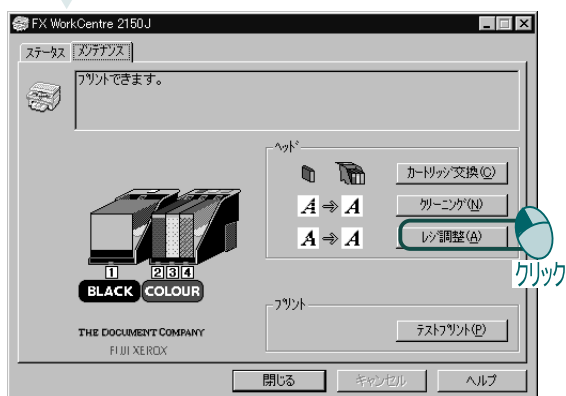 FX WorkCentre 2150J
ステータス メンテナンス
プリントできます。
ヘッド
カートリッジ交換(C)
A ⇒ A クリーニング(N)
A ⇒ A レジ調整(A)
クリック
1 2 3 4
BLACK COLOUR
プリント
THE DOCUMENT COMPANY
FUJI XEROX
テストプリント(P)
閉じる キャンセル ヘルプ